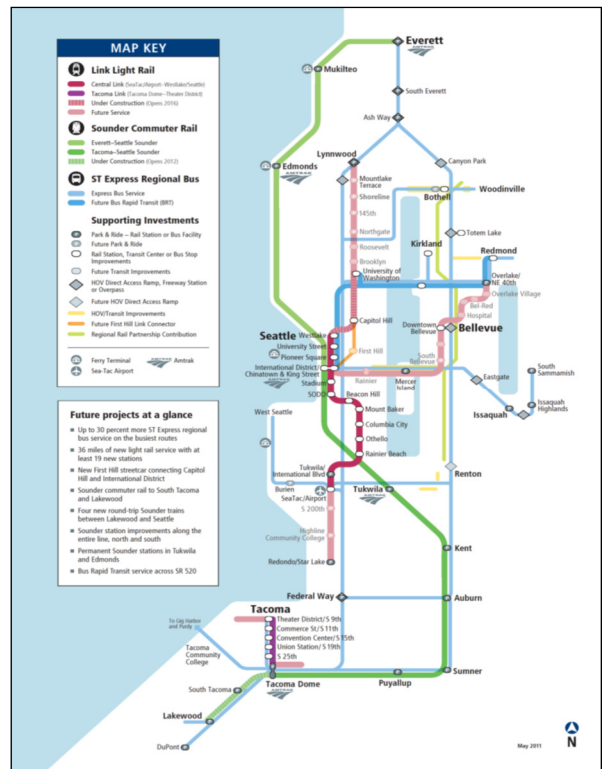 MAP KEY
Link Light Rail
Central Link (SeaTac/Airport–Westlake/Seattle)
Tacoma Link (Tacoma Dome–Theater District)
Under Construction (Opens 2016)
Future Service
Sounder Commuter Rail
Everett–Seattle Sounder
Tacoma–Seattle Sounder
Under Construction (Opens 2012)
ST Express Regional Bus
Express Bus Service
Future Bus Rapid Transit (BRT)
Supporting Investments
Park & Ride – Rail Station or Bus Facility
Future Park & Ride
Rail Station, Transit Center or Bus Stop
Improvements
Future Transit Improvements
HOV Direct Access Ramp, Freeway Station
or Overpass
Future HOV Direct Access Ramp
HOV/Transit Improvements
Future First Hill Link Connector
Regional Rail Partnership Contribution
Ferry Terminal
AMTRAK
Amtrak
Sea-Tac Airport
Future projects at a glance
Up to 30 percent more ST Express regional
bus service on the busiest routes
36 miles of new light rail service with at
least 19 new stations
New First Hill streetcar connecting Capitol
Hill and International District
Sounder commuter rail to South Tacoma
and Lakewood
Four new round-trip Sounder trains
between Lakewood and Seattle
Sounder station improvements along the
entire line, north and south
Permanent Sounder stations in Tukwila
and Edmonds
Bus Rapid Transit service across SR 520
Everett
AMTRAK
Mukilteo
South Everett
Ash Way
Lynnwood
Canyon Park
Edmonds
AMTRAK
Mountlake
Terrace
Shoreline
145th
Bothell
Woodinville
Northgate
Roosevelt
Brooklyn
Totem Lake
Kirkland
Redmond
University of
Washington
Overlake/
NE 40th
Overlake Village
Bel-Red
Hospital
Capitol Hill
Downtown
Bellevue
Bellevue
Seattle
Westlake
University Street
Pioneer Square
First Hill
South
Bellevue
International District/
Chinatown & King Street
AMTRAK
Stadium
SODO
Rainier
Mercer
Island
Eastgate
South
Sammamish
Issaquah
Highlands
Issaquah
Beacon Hill
Mount Baker
Columbia City
Othello
Rainier Beach
West Seattle
Tukwila/
International Blvd
Burien
SeaTac/Airport
Tukwila
AMTRAK
Renton
S 200th
Highline
Community College
Redondo/Star Lake
Kent
Federal Way
Auburn
Tacoma
Theater District/S 9th
Commerce St/S 11th
Convention Center/S 15th
Union Station/S 19th
S 25th
To Gig Harbor
and Purdy
Tacoma
Community
College
Tacoma Dome
AMTRAK
Puyallup
Sumner
South Tacoma
Lakewood
DuPont
May 2011
N